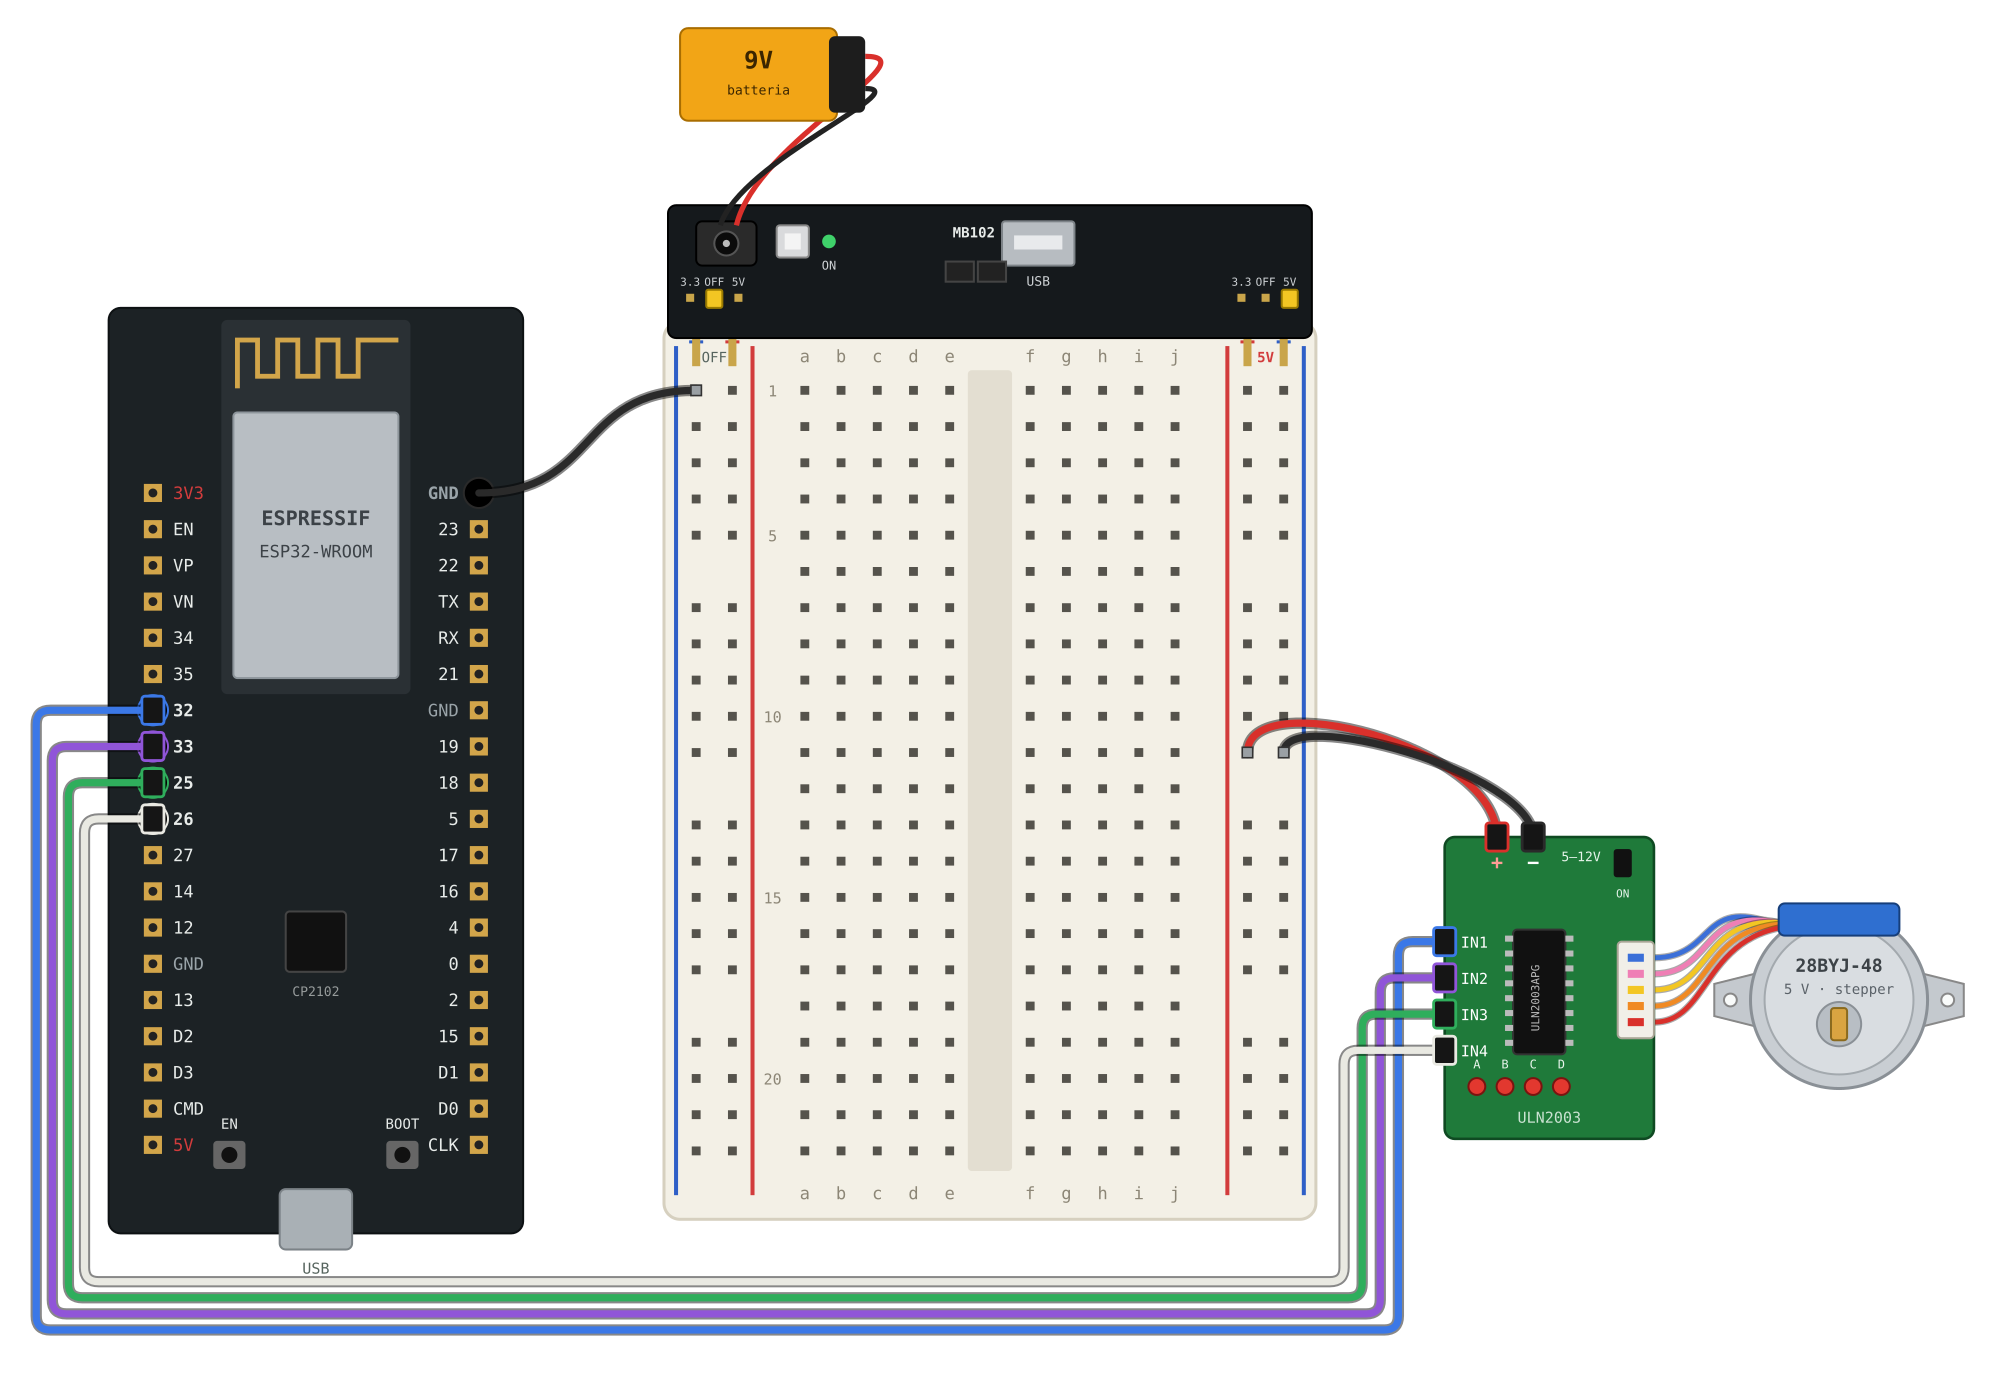 9V
batteria
MB102
ON
USB
3.3 OFF 5V
3.3 OFF 5V
OFF
a b c d e f g h i j
5V
1
5
10
15
20
a b c d e f g h i j
ESPRESSIF
ESP32-WROOM
3V3
EN
VP
VN
34
35
32
33
25
26
27
14
12
GND
13
D2
D3
CMD
5V
GND
23
22
TX
RX
21
GND
19
18
5
17
16
4
0
2
15
D1
D0
CLK
CP2102
EN
BOOT
USB
+ −
5–12V
ON
IN1
IN2
IN3
IN4
ULN2003APG
A B C D
ULN2003
28BYJ-48
5 V · stepper